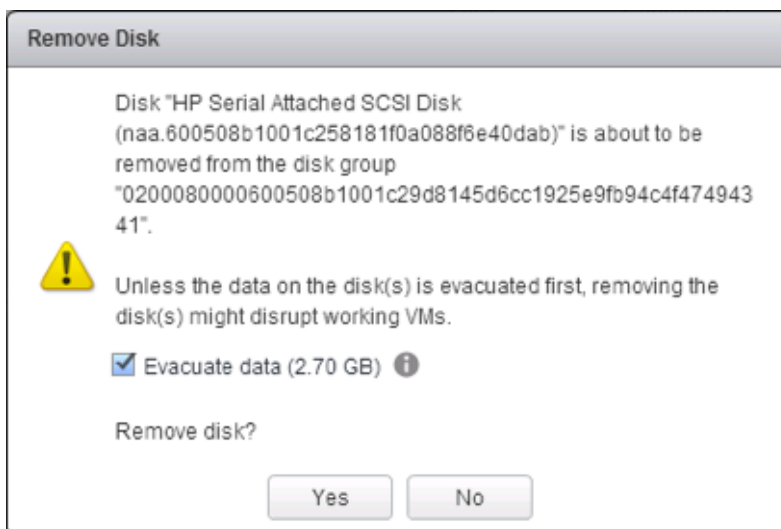 Remove Disk
Disk "HP Serial Attached SCSI Disk
(naa.600508b1001c258181f0a088f6e40dab)" is about to be
removed from the disk group
"0200080000600508b1001c29d8145d6cc1925e9fb94c4f474943
41".
Unless the data on the disk(s) is evacuated first, removing the
disk(s) might disrupt working VMs.
Evacuate data (2.70 GB)
Remove disk?
Yes No